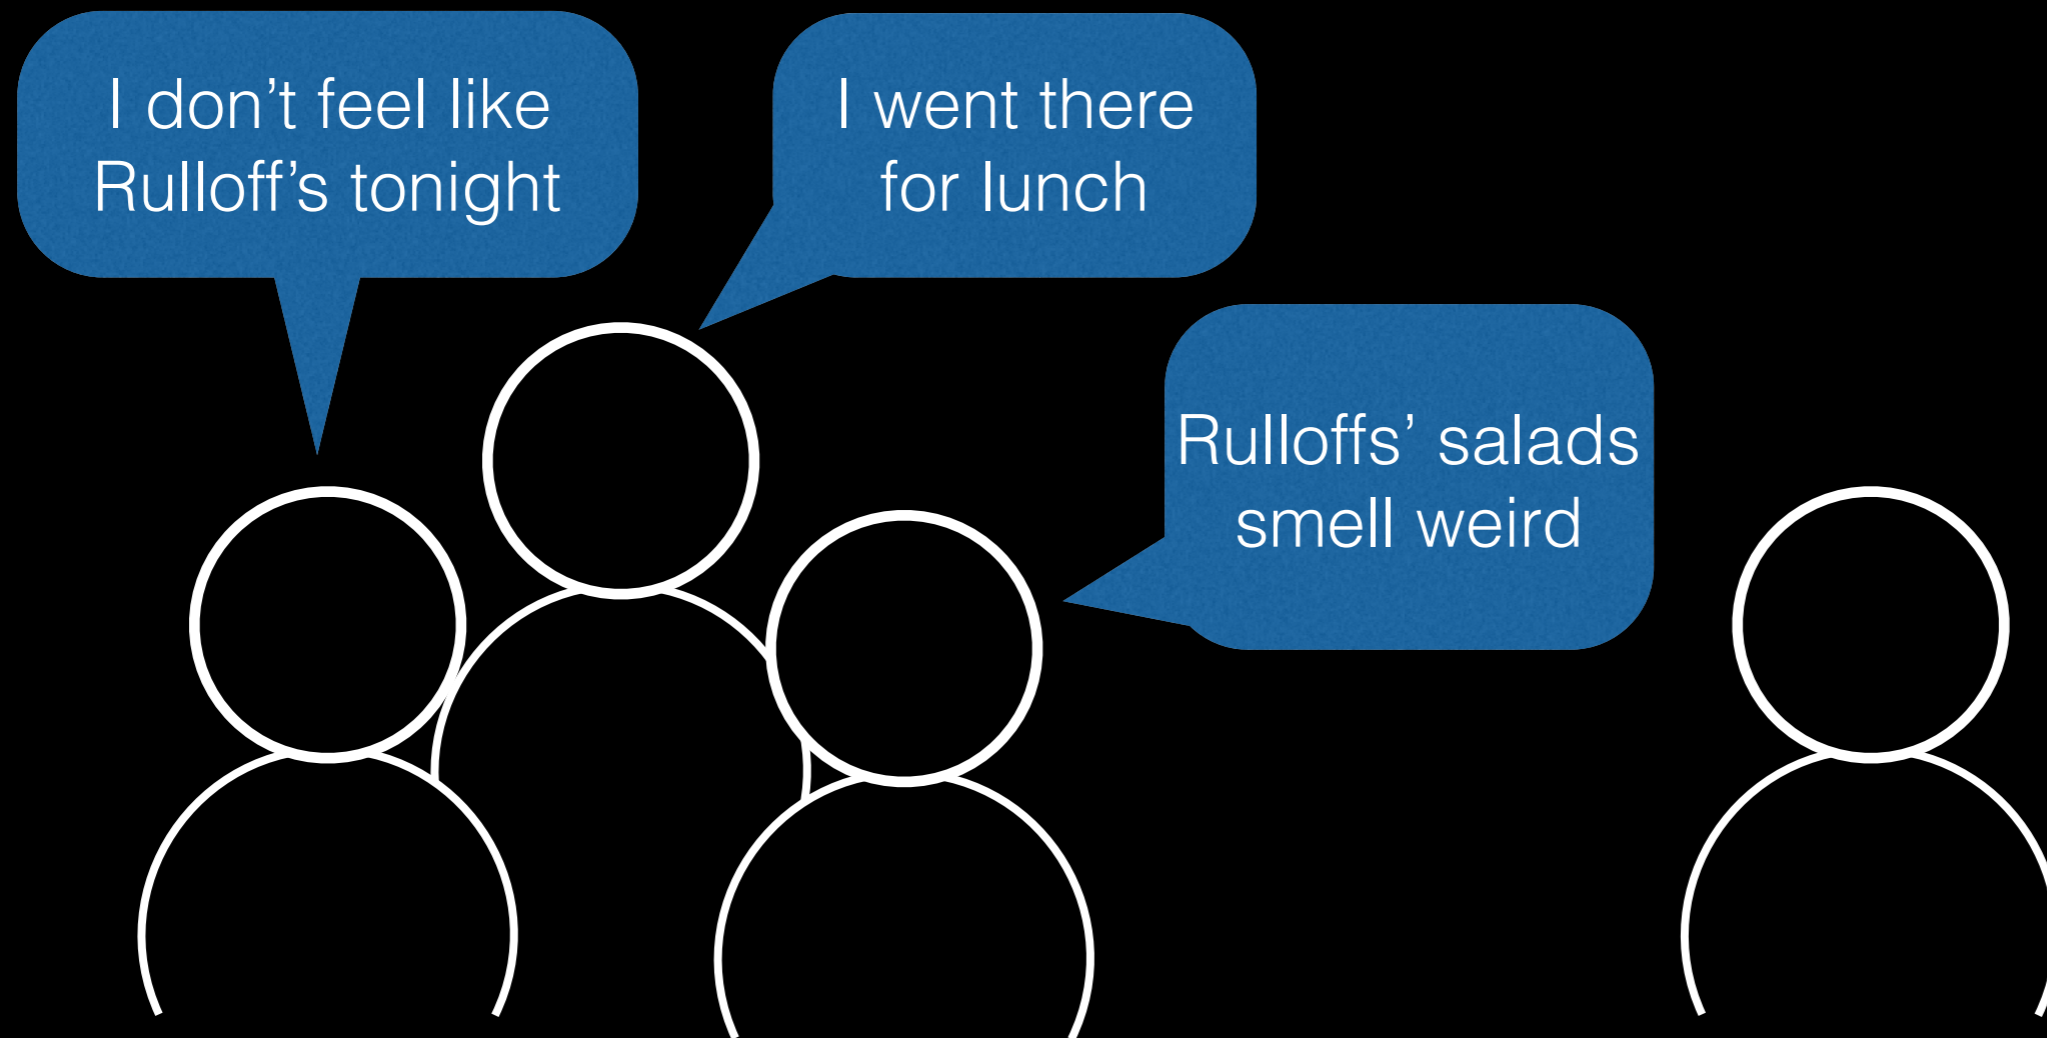 I don’t feel like
Rulloff’s tonight
I went there
for lunch
Rulloffs’ salads
smell weird